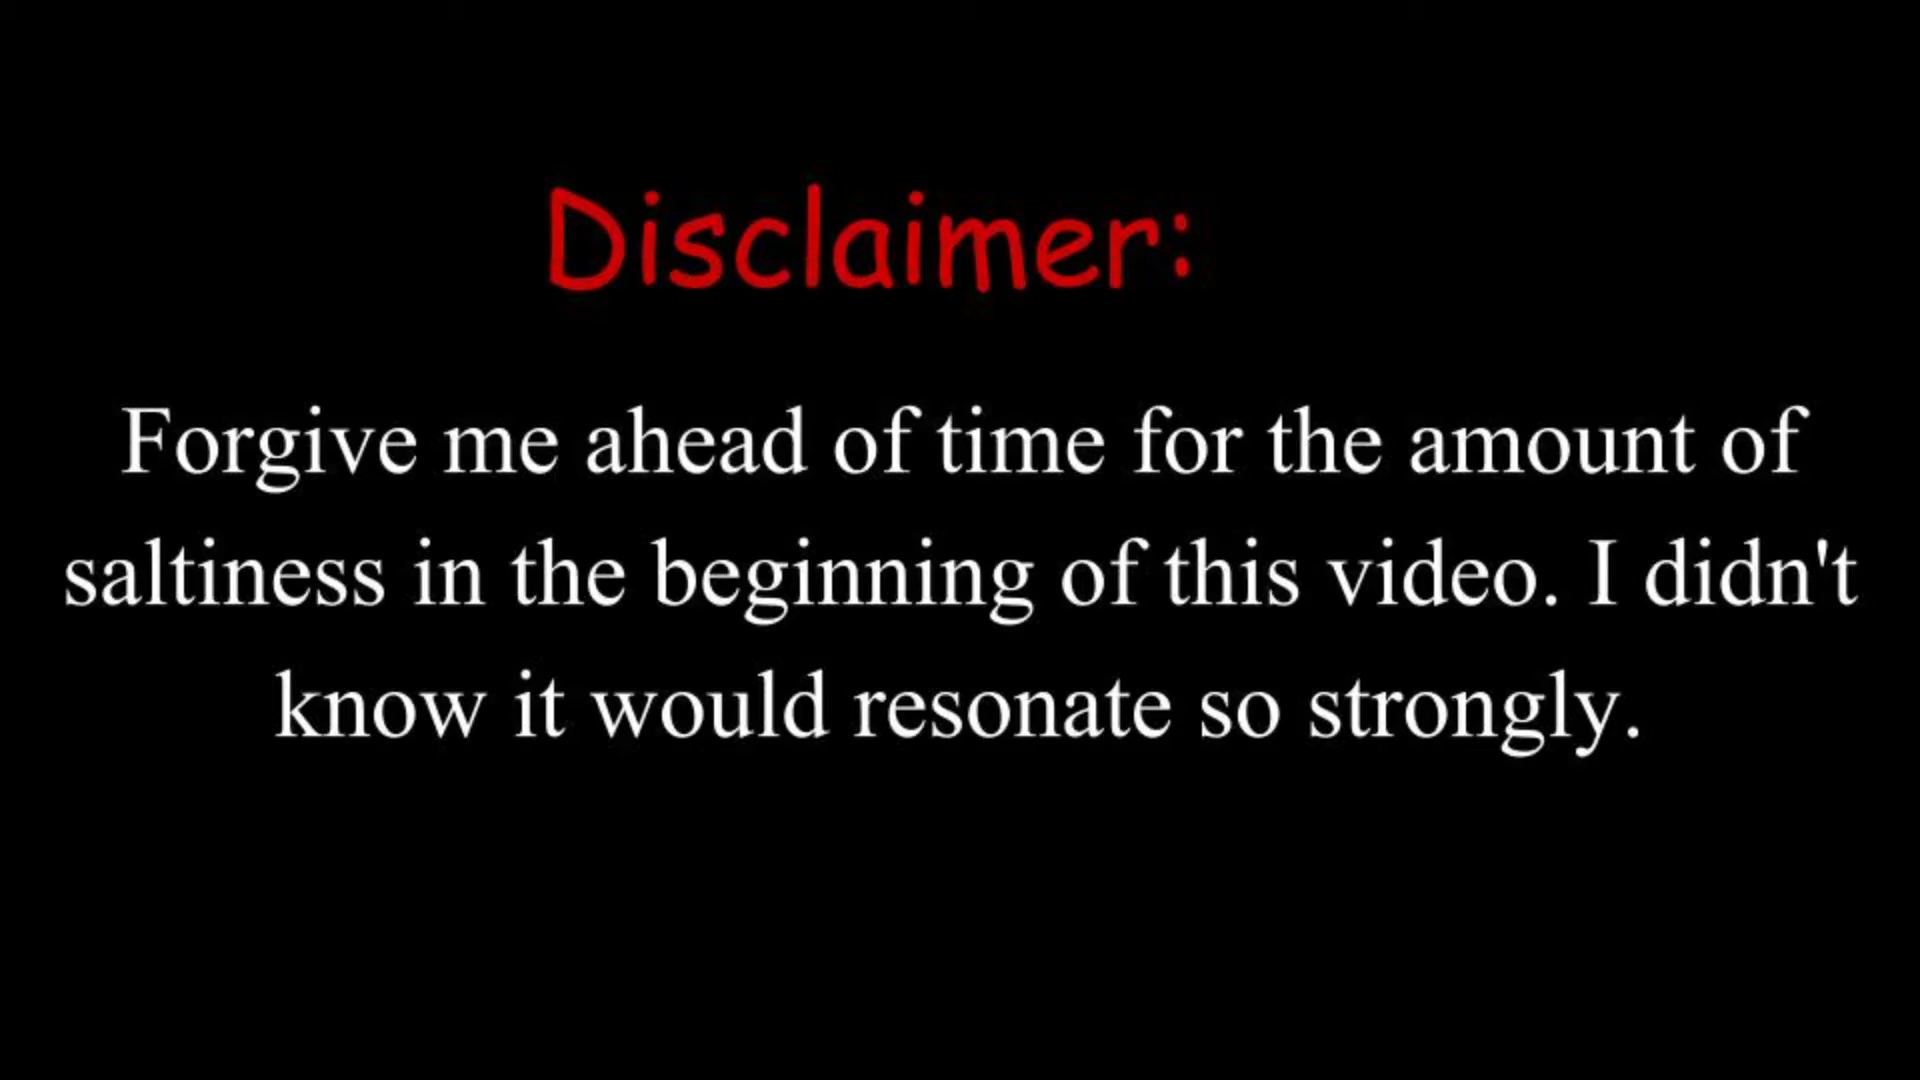 Disclaimer:
Forgive me ahead of time for the amount of
saltiness in the beginning of this video. I didn't
know it would resonate so strongly.